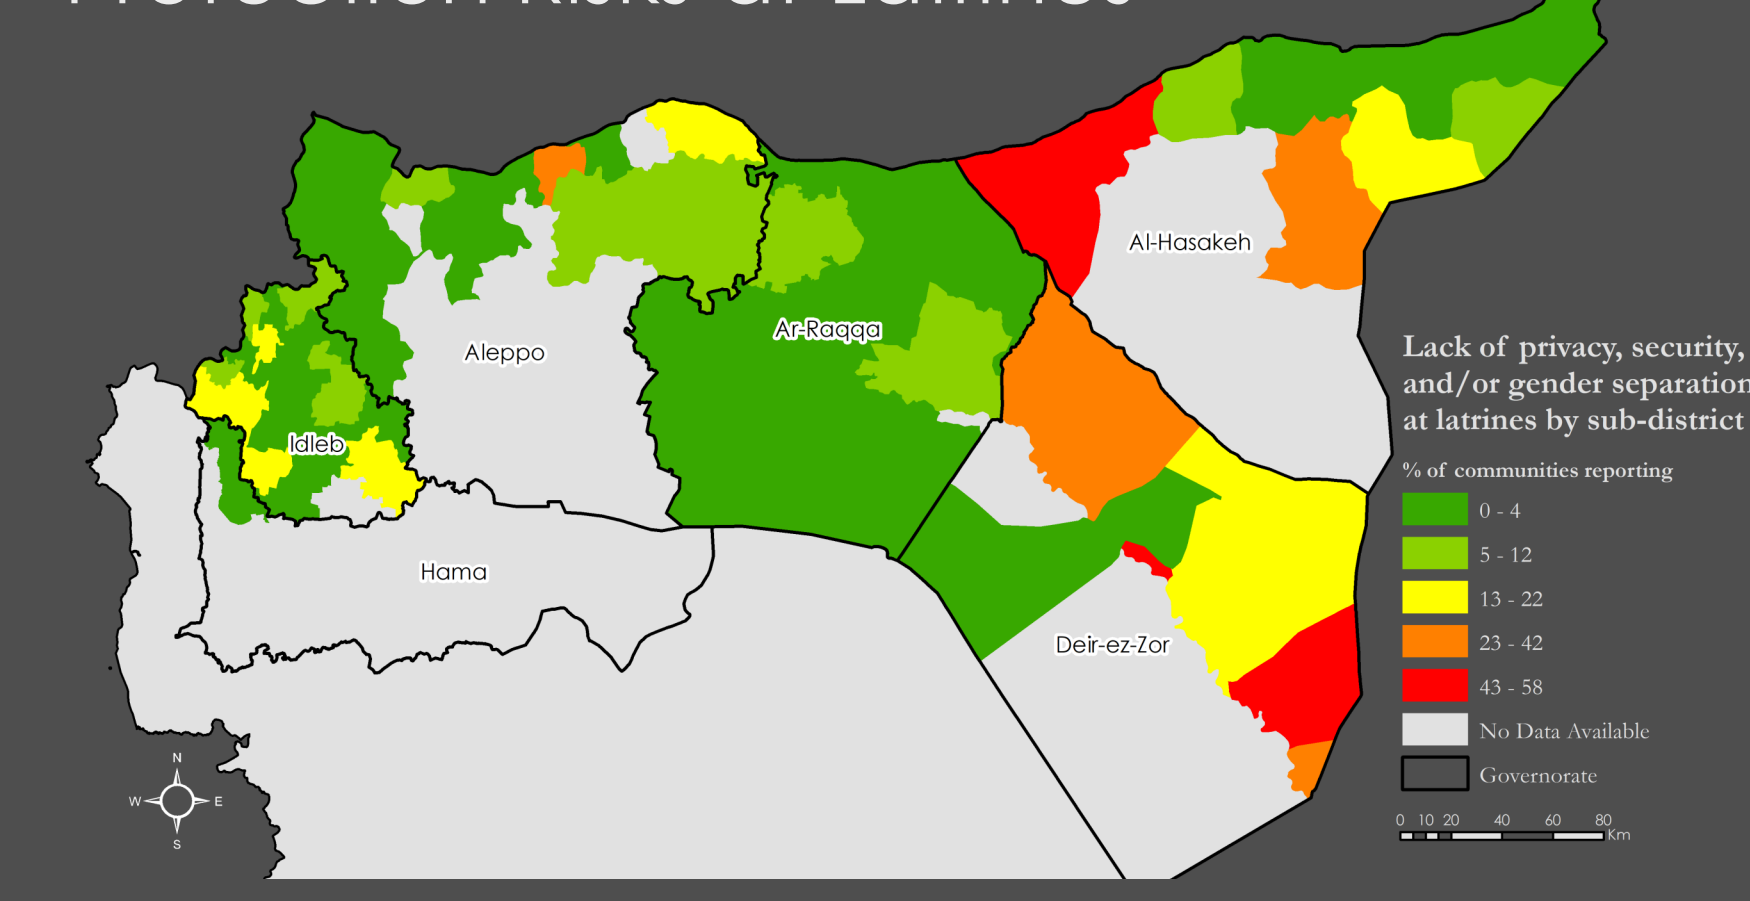 Aleppo
Ar-Raqqa
Al-Hasakeh
Idleb
Hama
Deir-ez-Zor
Lack of privacy, security,
and/or gender separation
at latrines by sub-district
% of communities reporting
0 - 4
5 - 12
13 - 22
23 - 42
43 - 58
No Data Available
Governorate
0 10 20 40 60 80
Km
N
W E
S